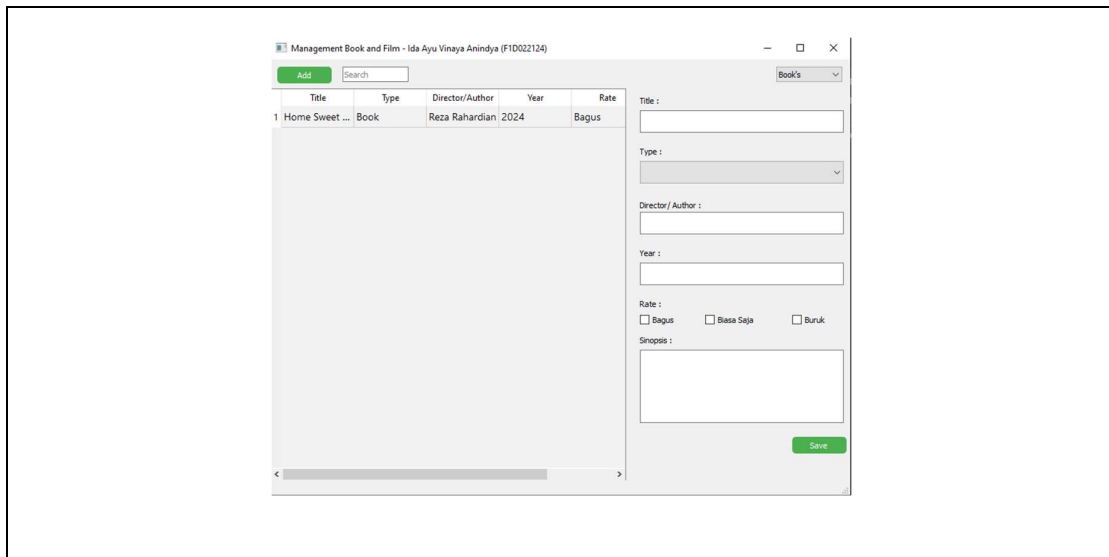 Management Book and Film - Ida Ayu Vinaya Anindya (F1D022124)
Add
Search
Book's
Title
Type
Director/Author
Year
Rate
1
Home Sweet ...
Book
Reza Rahardian
2024
Bagus
Title :
Type :
Director/ Author :
Year :
Rate :
Bagus
Biasa Saja
Buruk
Sinopsis :
Save